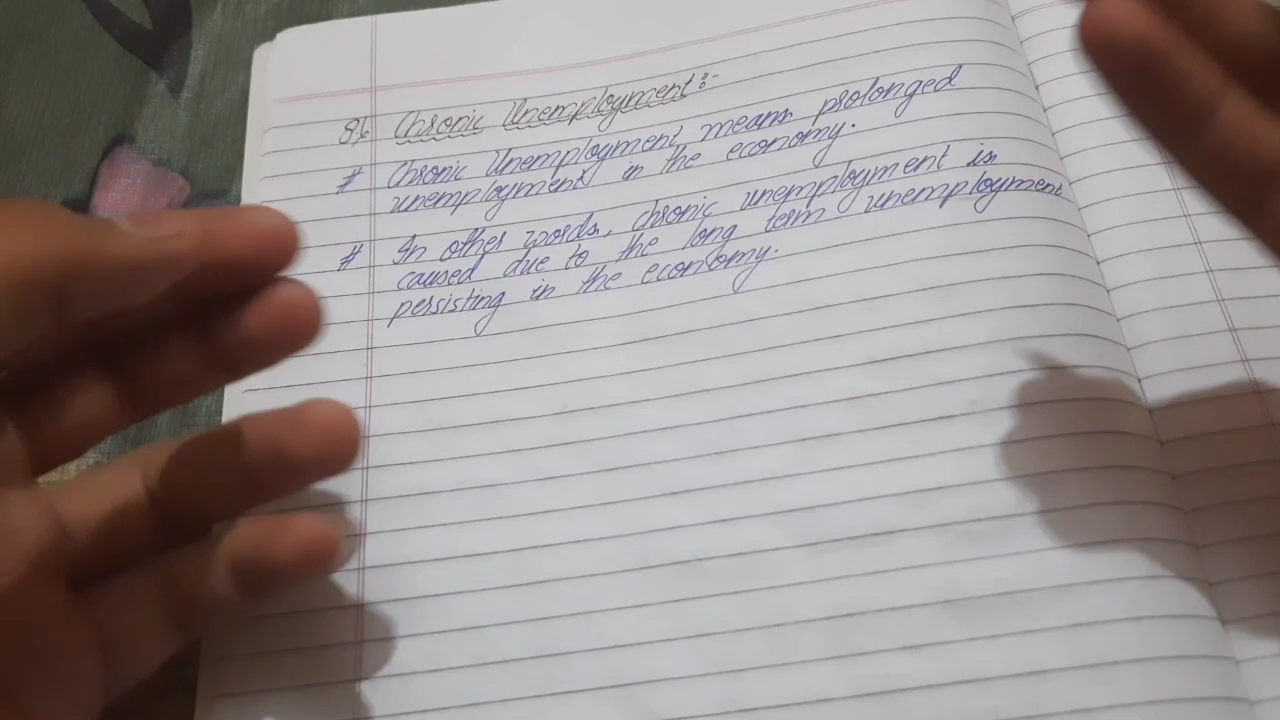 8) Chronic Unemployment:-
# Chronic Unemployment means prolonged
unemployment in the economy.
# In other words, chronic unemployment is
caused due to the long term unemployment
persisting in the economy.